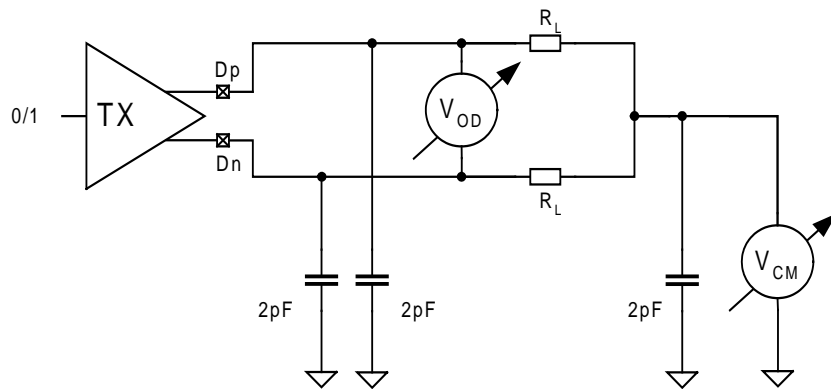 R_L
Dp
0/1
TX
V_OD
Dn
R_L
V_CM
2pF
2pF
2pF